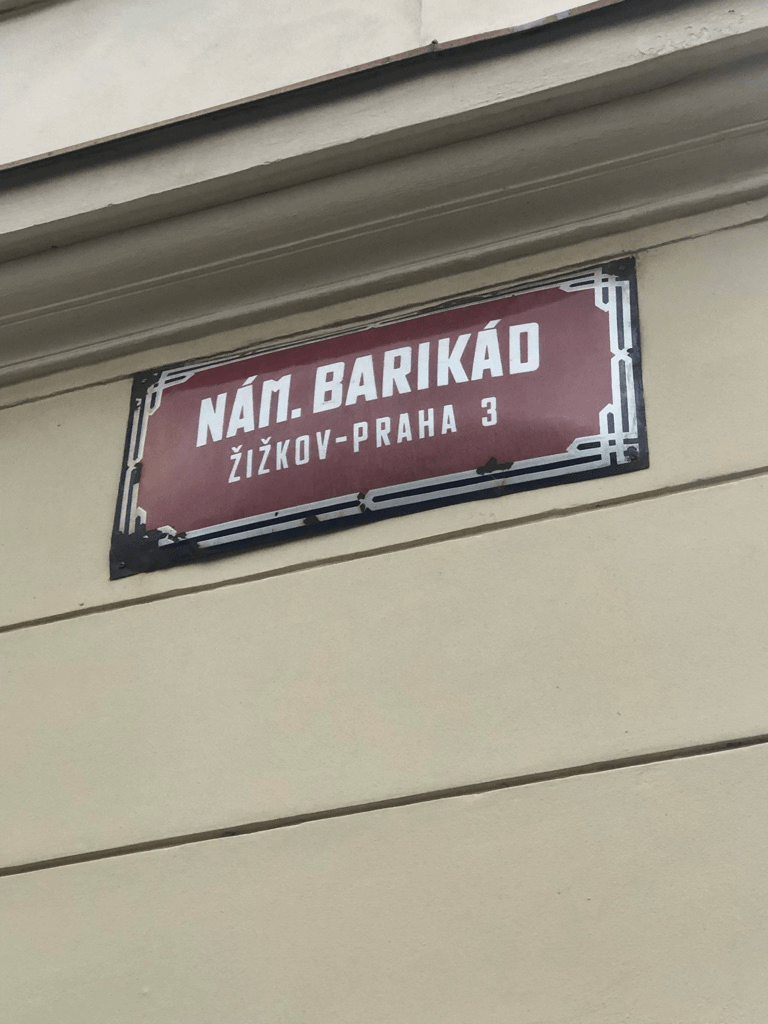 NÁM. BARIKÁD
ŽIŽKOV-PRAHA 3